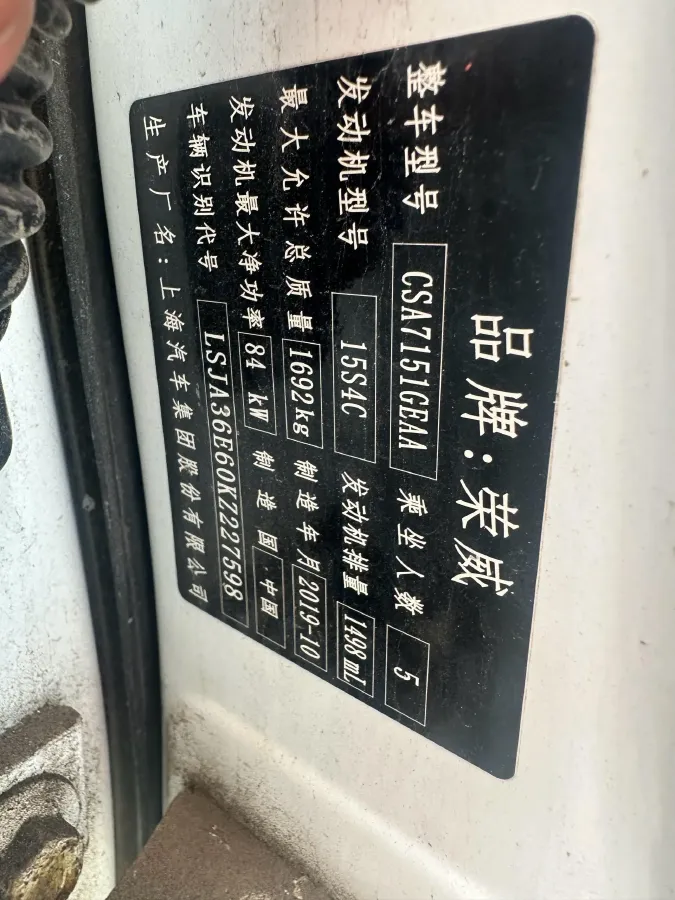 品牌:荣威
整车型号 CSA7151GEAA 乘坐人数 5
发动机型号 15S4C 发动机排量 1498mL
最大允许总质量 1692kg 制造年月 2019-10
发动机最大净功率 84 kW 制造国 中国
车辆识别代号 LSJA36E60KZ227598
生产厂名:上海汽车集团股份有限公司